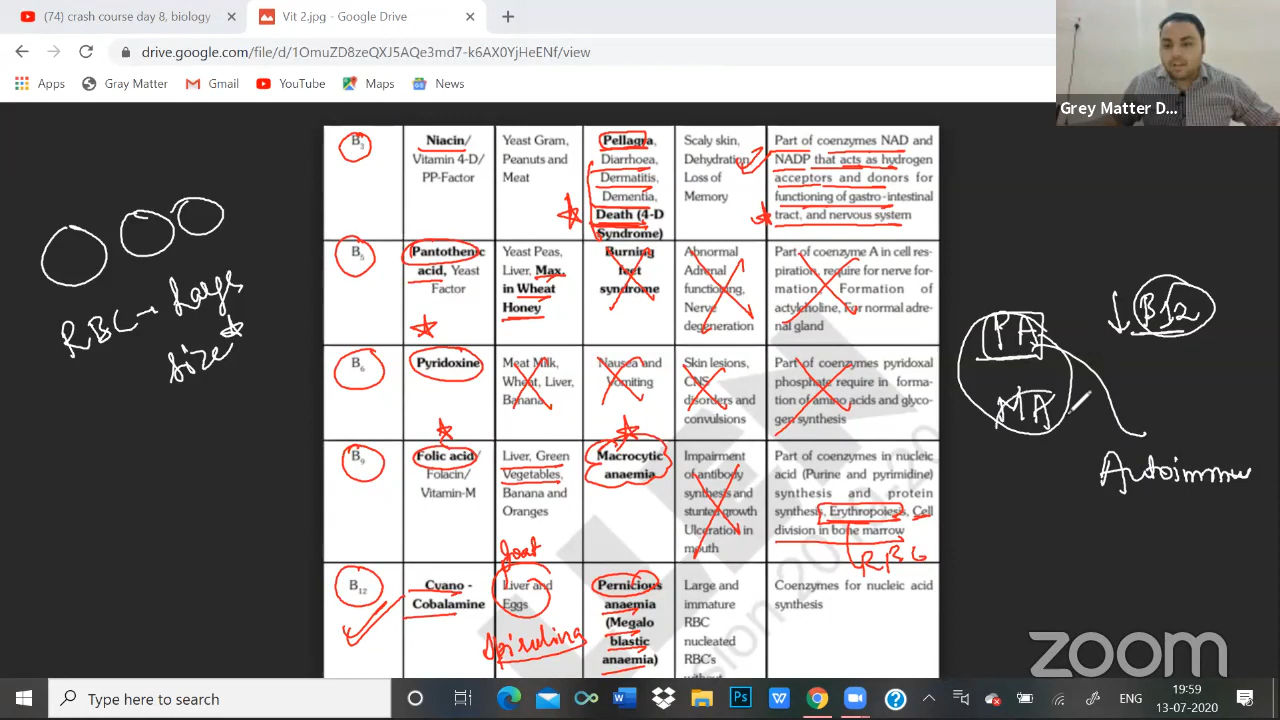 (74) crash course day 8, biology
Vit 2.jpg - Google Drive
drive.google.com/file/d/1OmuZD8zeQXJ5AQe3md7-k6AX0YjHeENf/view
Apps
Gray Matter
Gmail
YouTube
Maps
News
Grey Matter D...
B3
Niacin/
Vitamin 4-D/
PP-Factor
Yeast Gram,
Peanuts and
Meat
Pellagra,
Diarrhoea,
Dermatitis,
Dementia,
Death (4-D
Syndrome)
Scaly skin,
Dehydration
Loss of
Memory
Part of coenzymes NAD and
NADP that acts as hydrogen
acceptors and donors for
functioning of gastro-intestinal
tract, and nervous system
B5
(Pantothenic
acid, Yeast
Factor
Yeast Peas,
Liver, Max.
in Wheat
Honey
Burning
feet
syndrome
Abnormal
Adrenal
functioning,
Nerve
degeneration
Part of coenzyme A in cell res-
piration, require for nerve for-
mation. Formation of
actylcholine, For normal adre-
nal gland
B6
Pyridoxine
Meat Milk,
Wheat, Liver,
Banana
Nausea and
Vomiting
Skin lesions,
CNS
disorders and
convulsions
Part of coenzymes pyridoxal
phosphate require in forma-
tion of amino acids and glyco-
gen synthesis
B9
Folic acid/
Folacin/
Vitamin-M
Liver, Green
Vegetables,
Banana and
Oranges
Macrocytic
anaemia
Impairment
of antibody
synthesis and
stunted growth
Ulceration in
mouth
Part of coenzymes in nucleic
acid (Purine and pyrimidine)
synthesis and protein
synthesis, Erythropoiesis, Cell
division in bone marrow
RBC
B12
Cyano -
Cobalamine
Goat
Liver and
Eggs
Spirulina
Pernicious
anaemia
(Megalo
blastic
anaemia)
Large and
immature
RBC
nucleated
RBC's
without
Coenzymes for nucleic acid
synthesis
RBC → Large
size
↓ B12
PA
MA
Autoimmune
zoom
Type here to search
ENG
19:59
13-07-2020